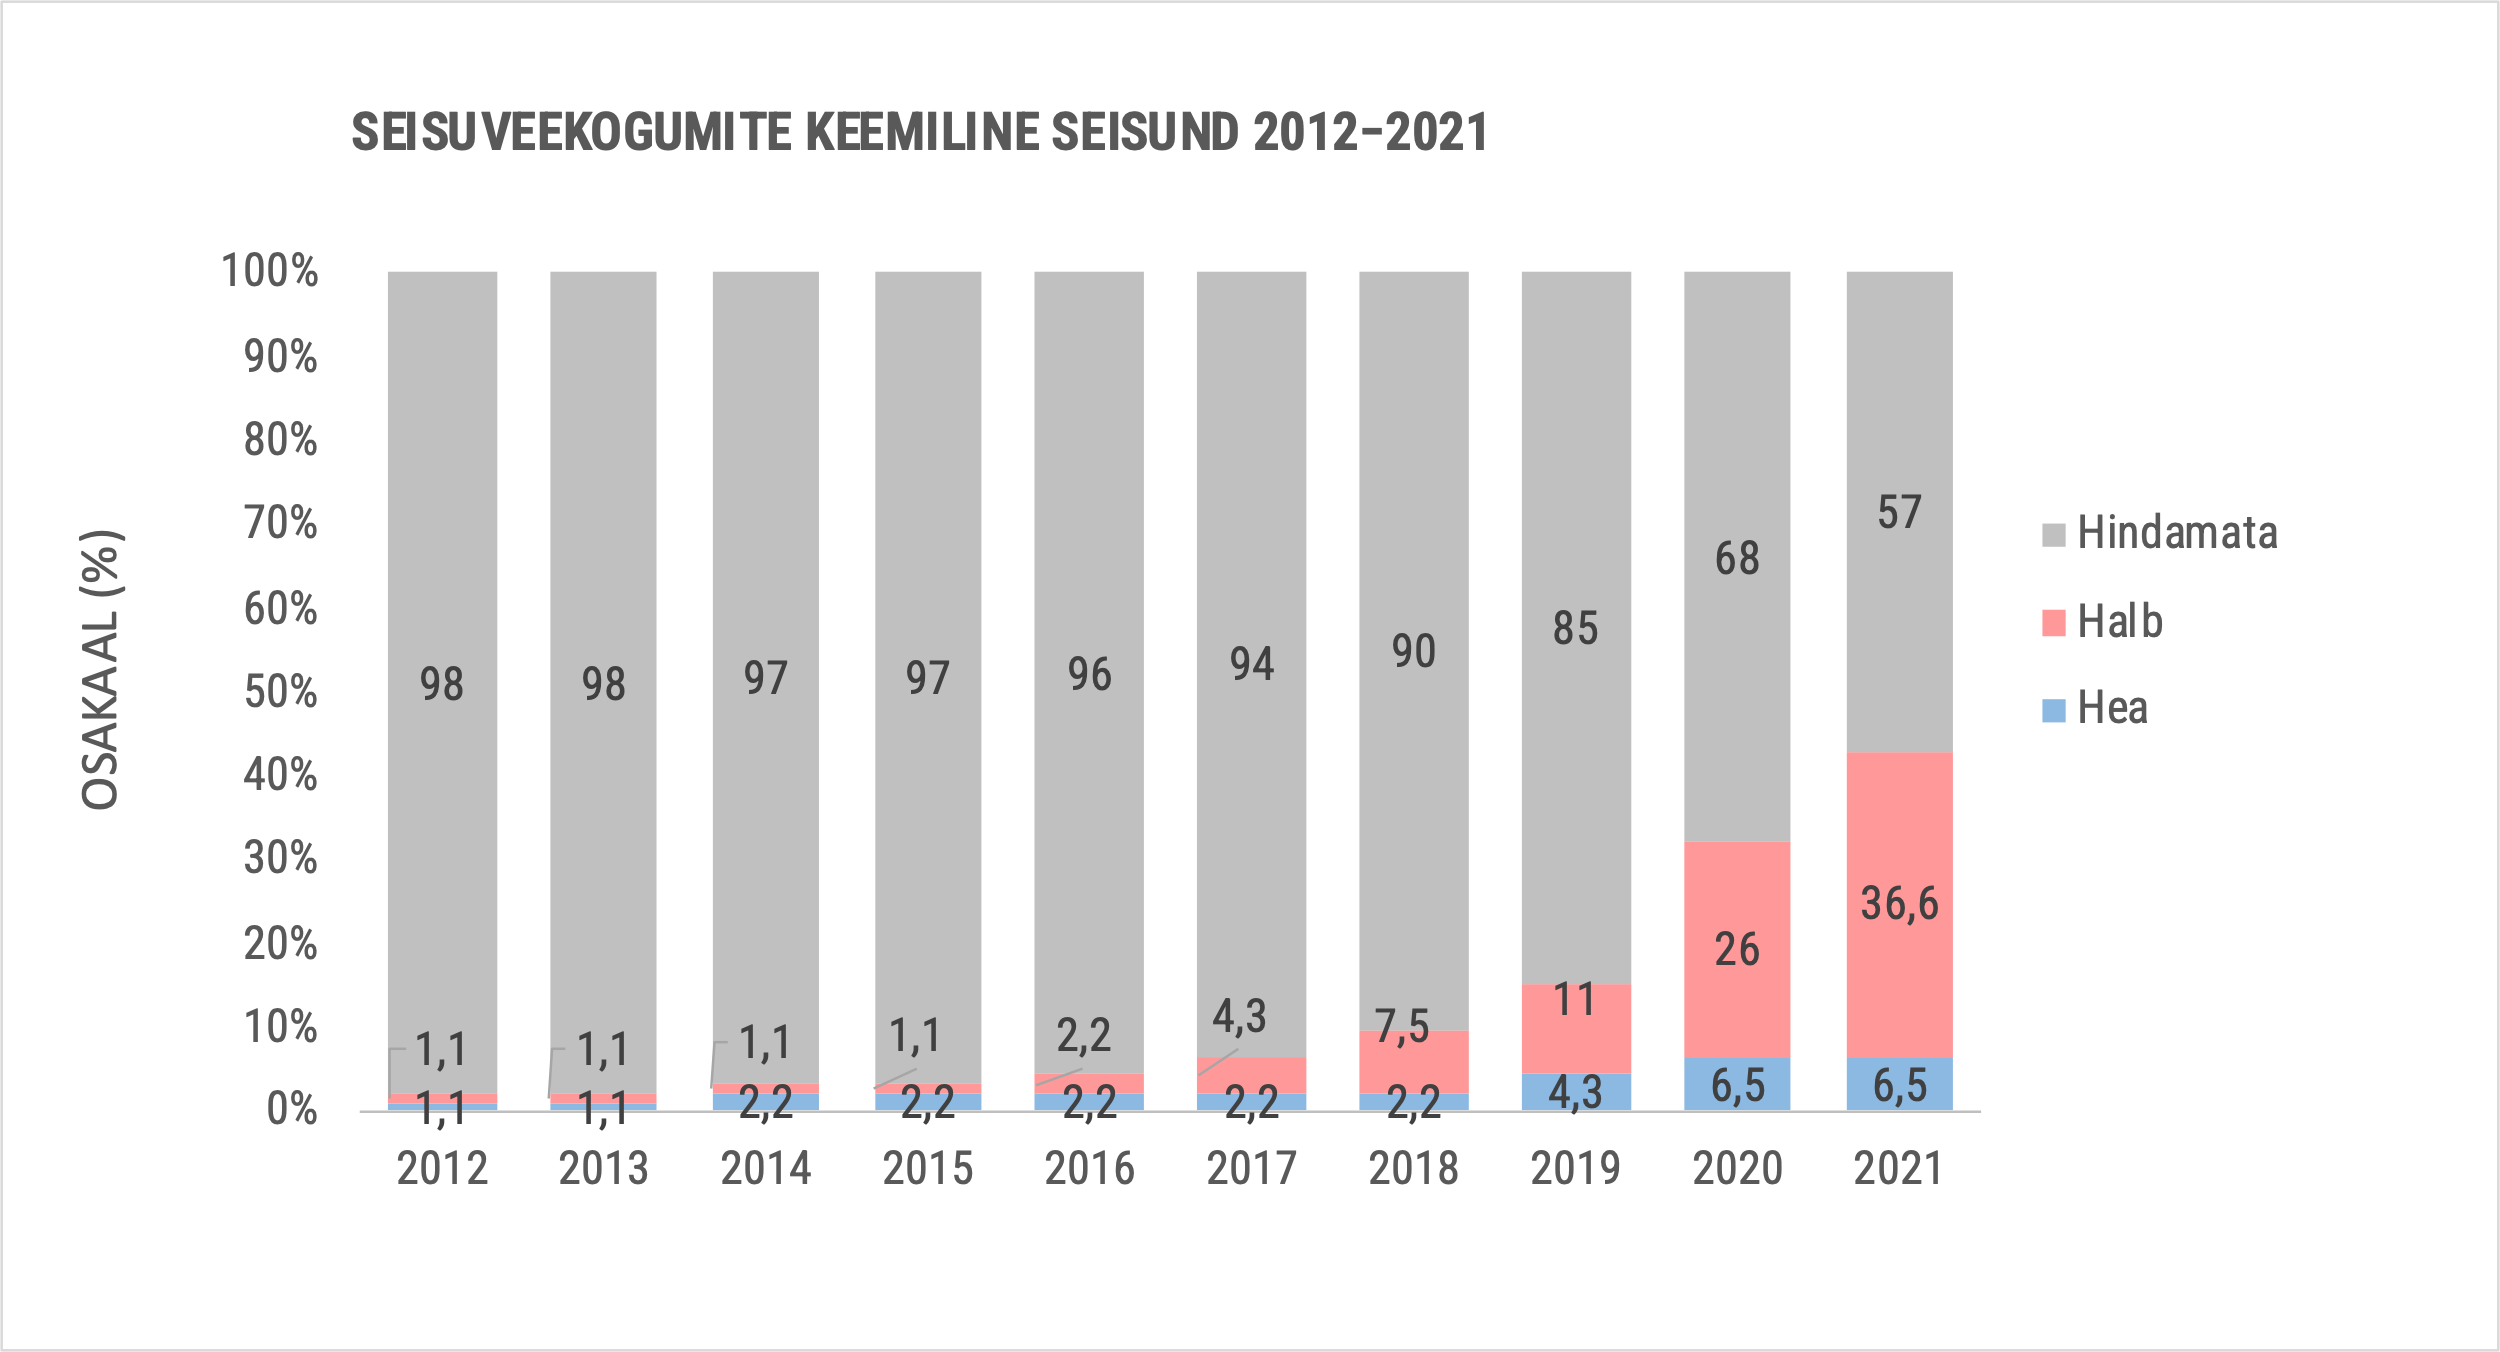 SEISUVEEKOGUMITE KEEMILINE SEISUND 2012-2021
OSAKAAL (%)
100%
90%
80%
70%
60%
50%
40%
30%
20%
10%
0%
98 98 97 97 96 94 90 85 68 57
1,1 1,1 1,1 1,1 2,2 4,3 7,5 11 26 36,6
1,1 1,1 2,2 2,2 2,2 2,2 2,2 4,3 6,5 6,5
2012 2013 2014 2015 2016 2017 2018 2019 2020 2021
Hindamata
Halb
Hea